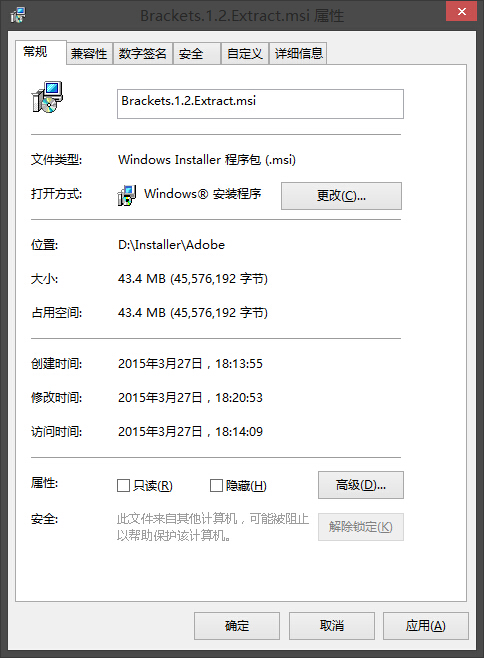 Brackets.1.2.Extract.msi 属性
常规 兼容性 数字签名 安全 自定义 详细信息
Brackets.1.2.Extract.msi
文件类型: Windows Installer 程序包 (.msi)
打开方式: Windows® 安装程序 更改(C)...
位置: D:\Installer\Adobe
大小: 43.4 MB (45,576,192 字节)
占用空间: 43.4 MB (45,576,192 字节)
创建时间: 2015年3月27日，18:13:55
修改时间: 2015年3月27日，18:20:53
访问时间: 2015年3月27日，18:14:09
属性: 只读(R) 隐藏(H) 高级(D)...
安全: 此文件来自其他计算机，可能被阻止 解除锁定(K)
以帮助保护该计算机。
确定 取消 应用(A)